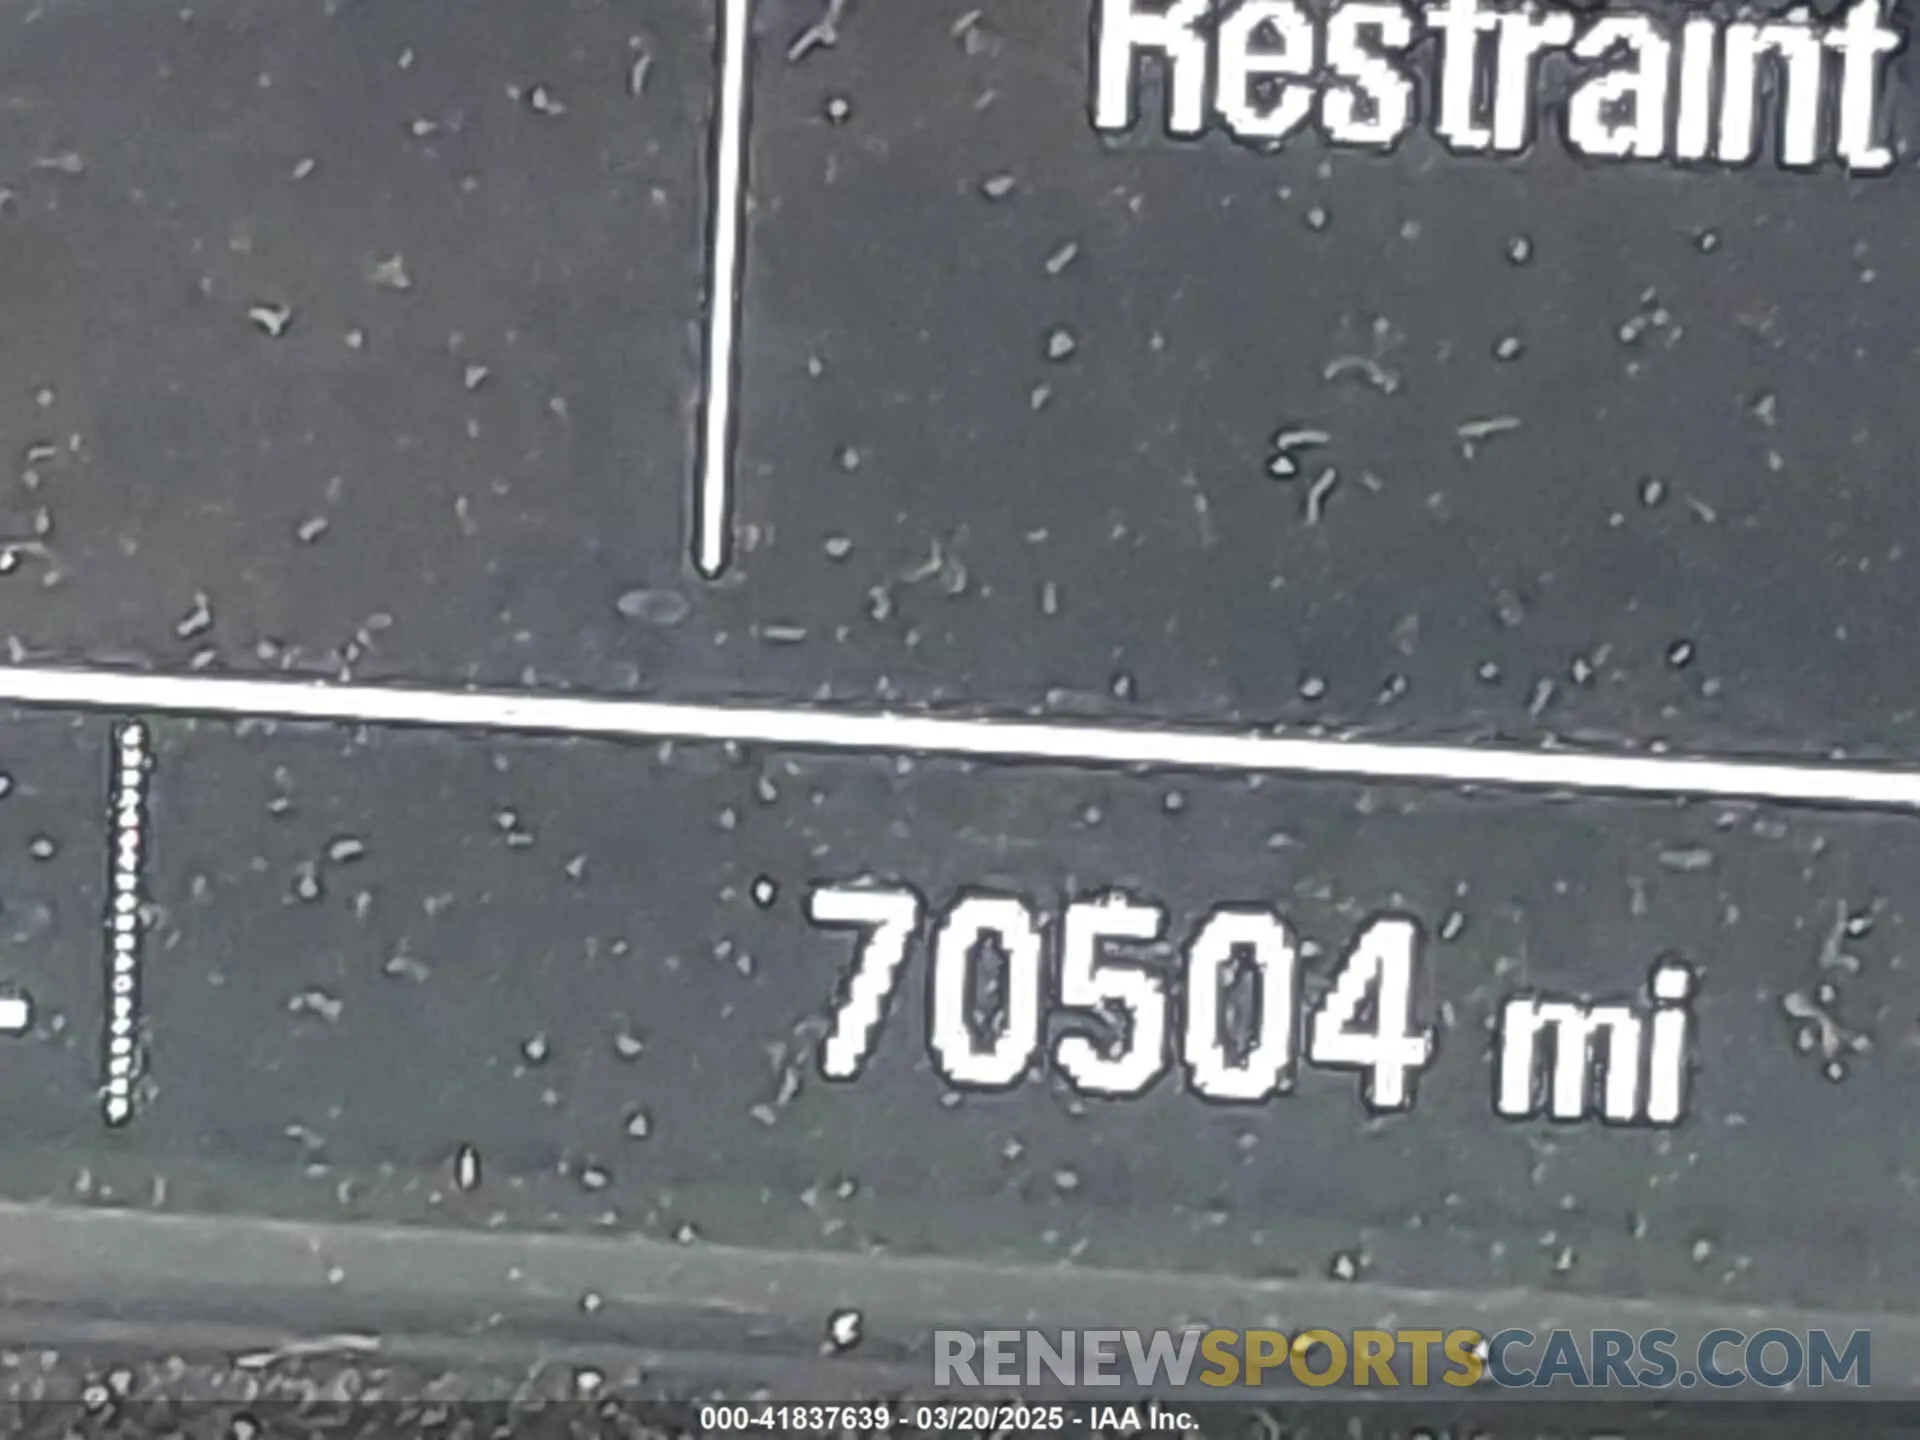 Restraint
70504 mi
RENEWSPORTSCARS.COM
000-41837639 - 03/20/2025 - IAA Inc.